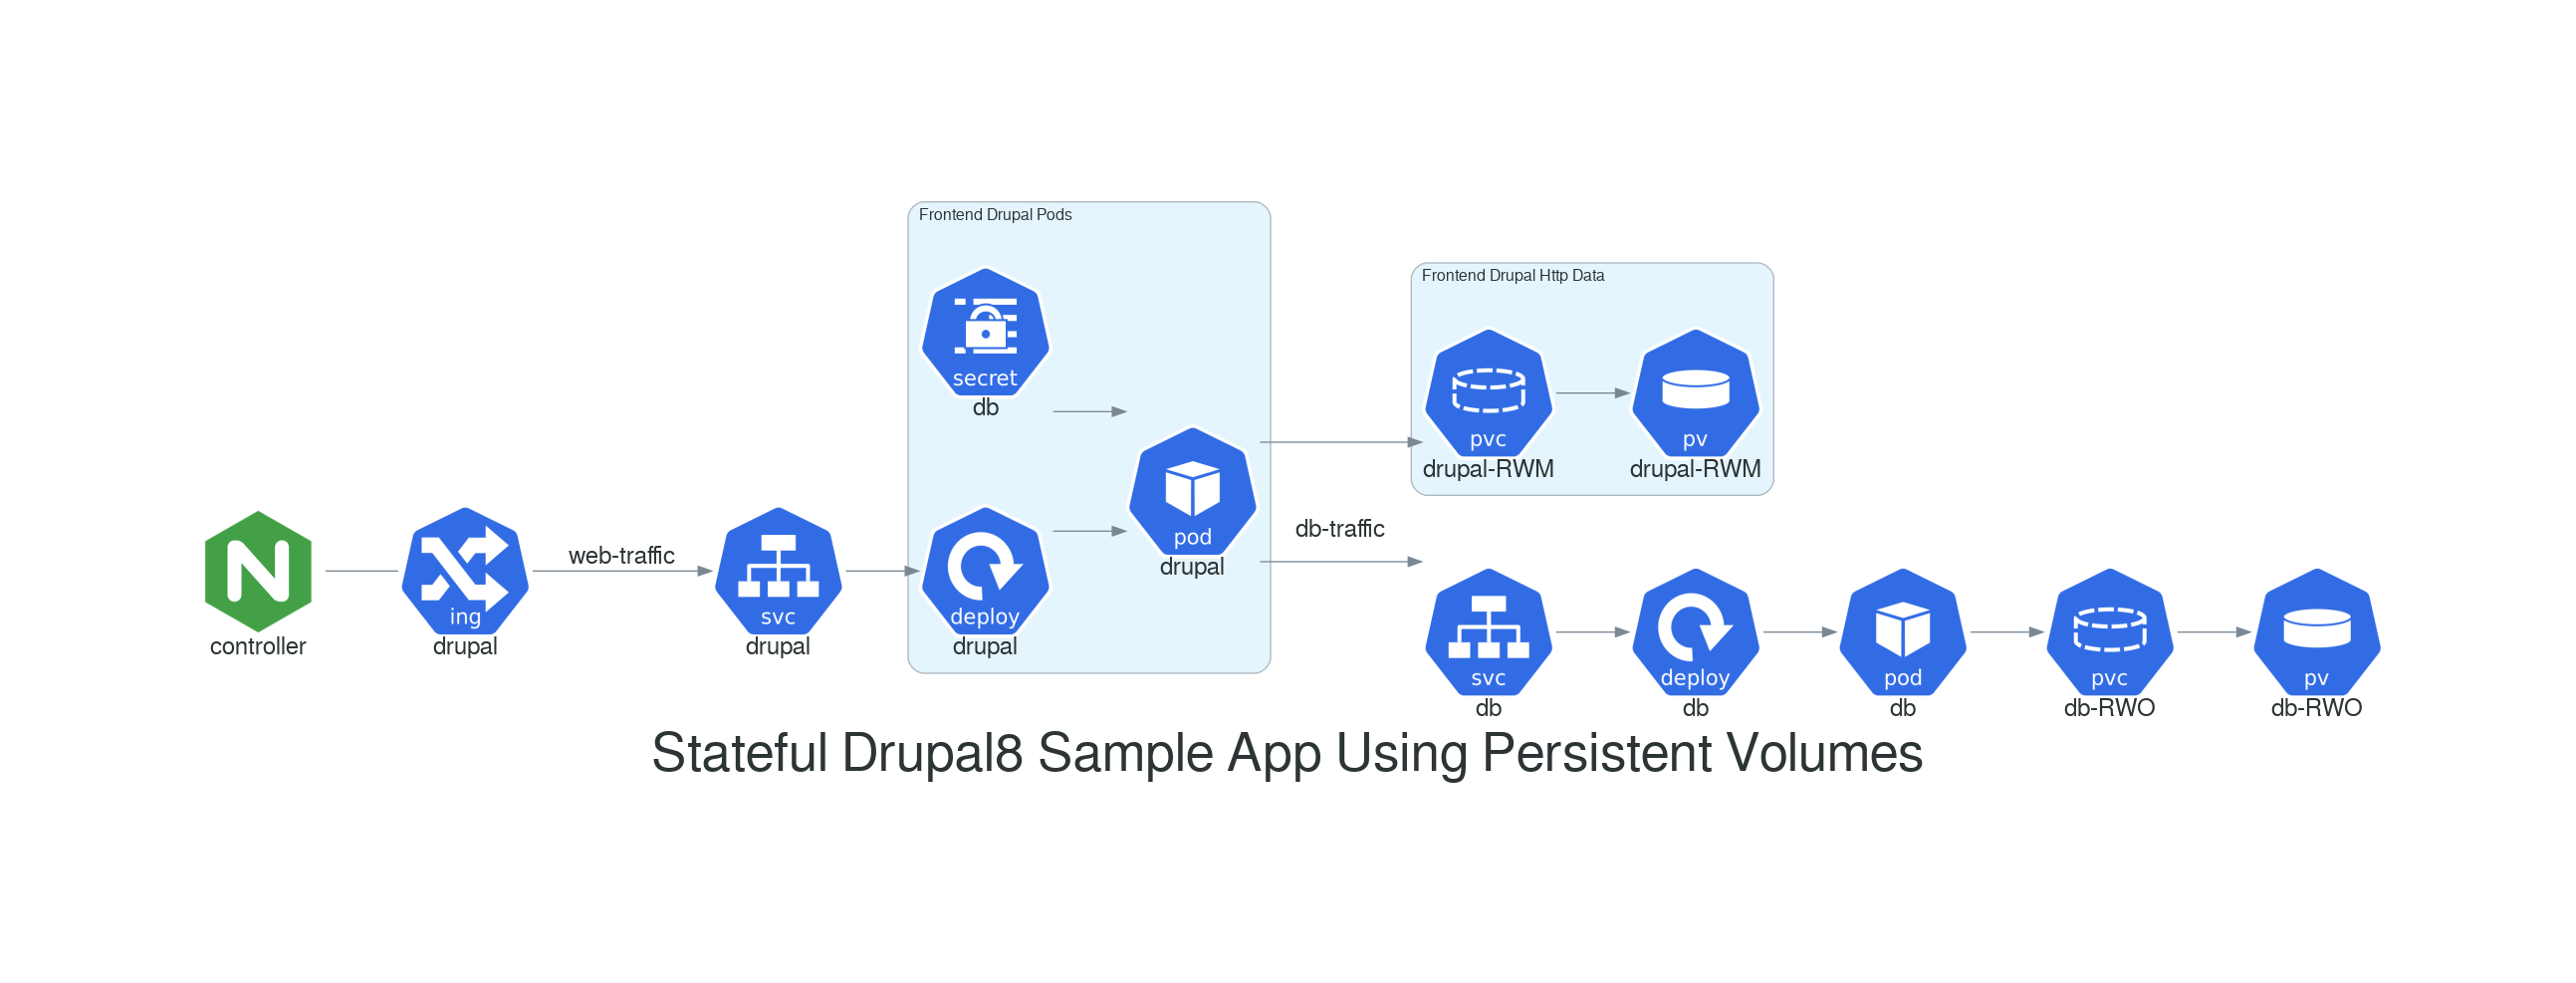 Frontend Drupal Pods
secret
db
Frontend Drupal Http Data
pvc
drupal-RWM
pv
drupal-RWM
N
controller
ing
drupal
web-traffic
svc
drupal
deploy
drupal
pod
drupal
db-traffic
svc
db
deploy
db
pod
db
pvc
db-RWO
pv
db-RWO
Stateful Drupal8 Sample App Using Persistent Volumes